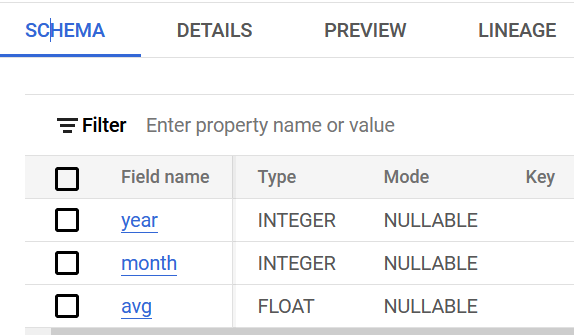 SCHEMA DETAILS PREVIEW LINEAGE
Filter Enter property name or value
Field name Type Mode Key
year INTEGER NULLABLE
month INTEGER NULLABLE
avg FLOAT NULLABLE